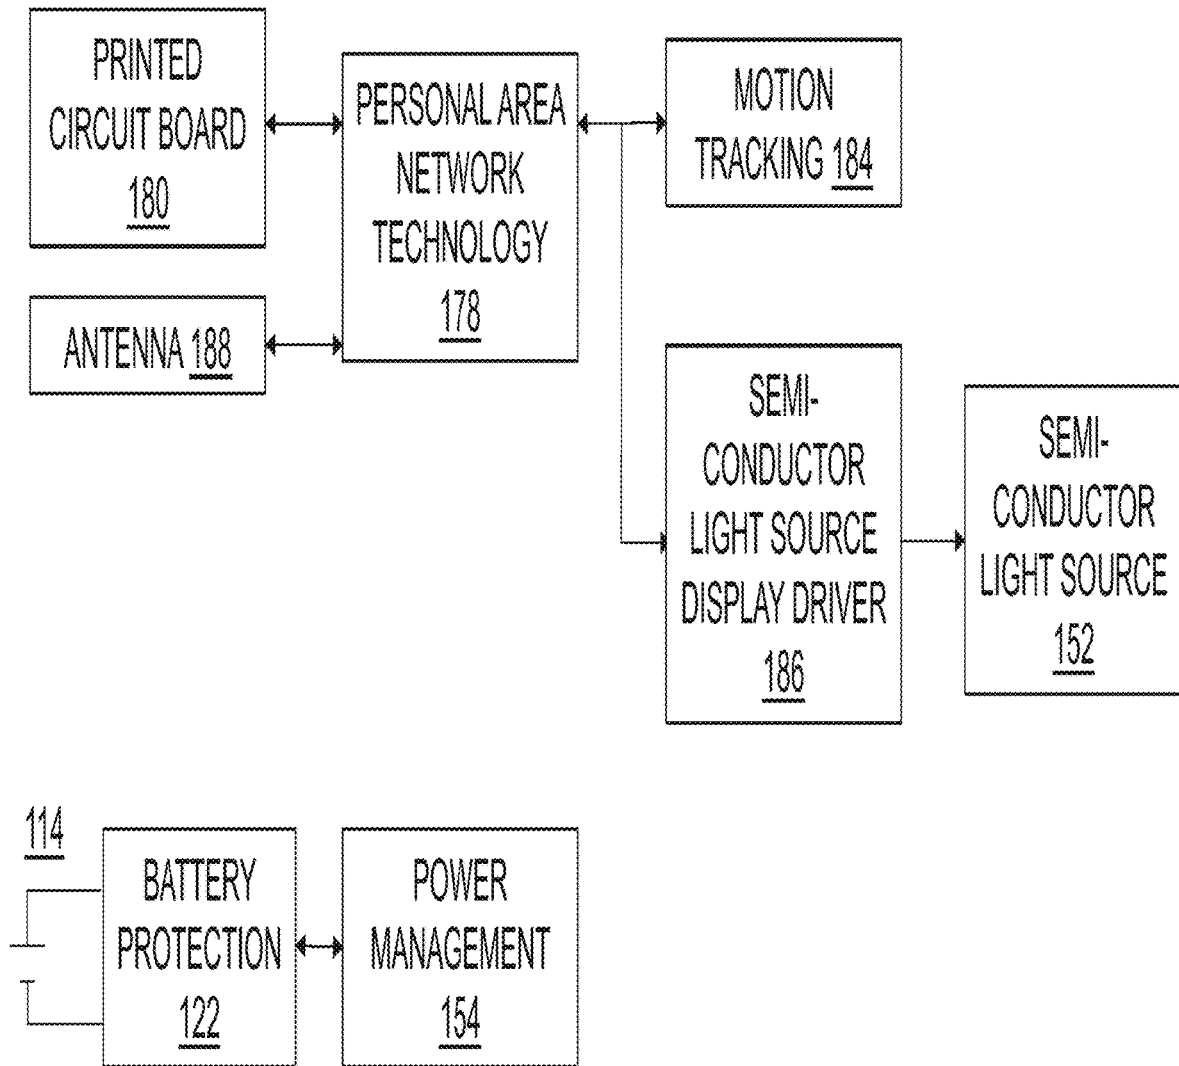 PRINTED
CIRCUIT BOARD
180
PERSONAL AREA
NETWORK
TECHNOLOGY
178
MOTION
TRACKING 184
ANTENNA 188
SEMI-
CONDUCTOR
LIGHT SOURCE
DISPLAY DRIVER
186
SEMI-
CONDUCTOR
LIGHT SOURCE
152
114
BATTERY
PROTECTION
122
POWER
MANAGEMENT
154